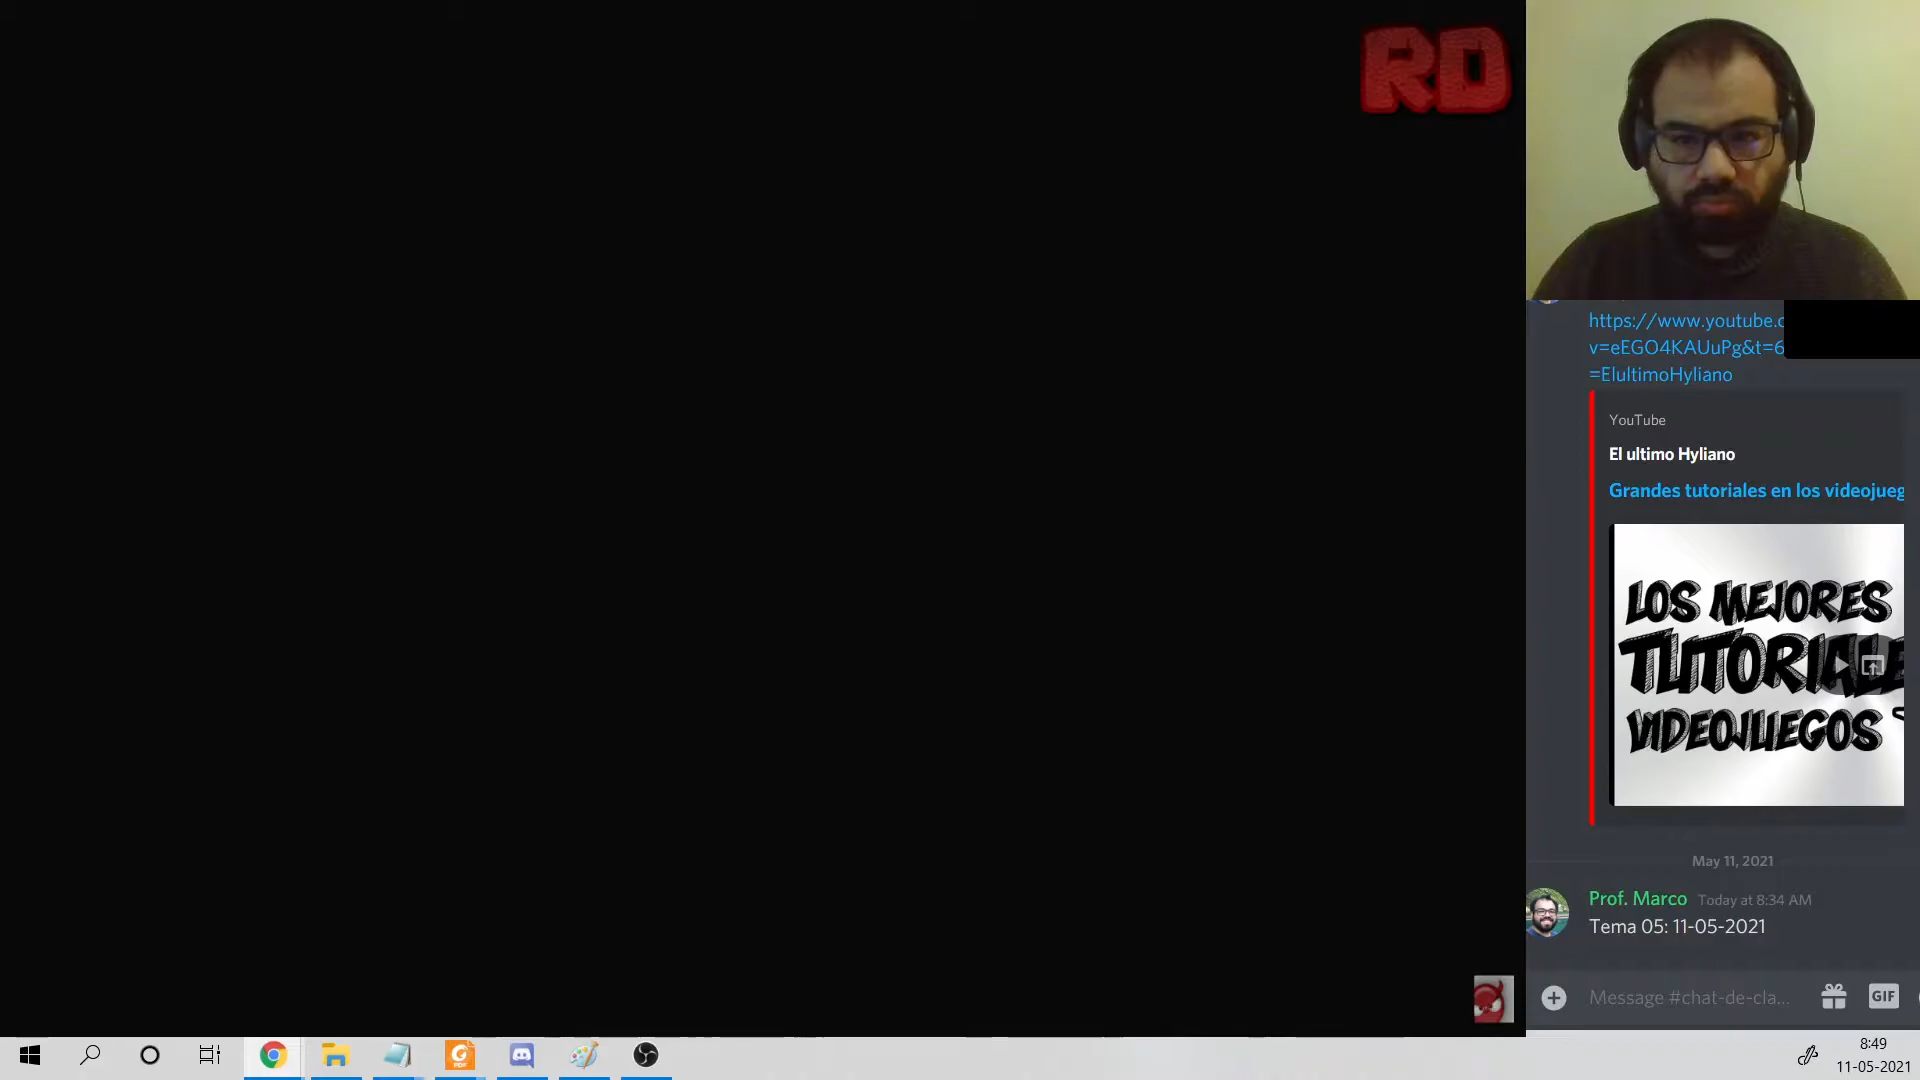 RD
https://www.youtube.c
v=eEGO4KAUuPg&t=6
=ElultimoHyliano
YouTube
El ultimo Hyliano
Grandes tutoriales en los videojueg
LOS MEJORES
TUTORIALE
VIDEOJUEGOS
May 11, 2021
Prof. Marco Today at 8:34 AM
Tema 05: 11-05-2021
Message #chat-de-cla...
GIF
PDF
8:49
11-05-2021